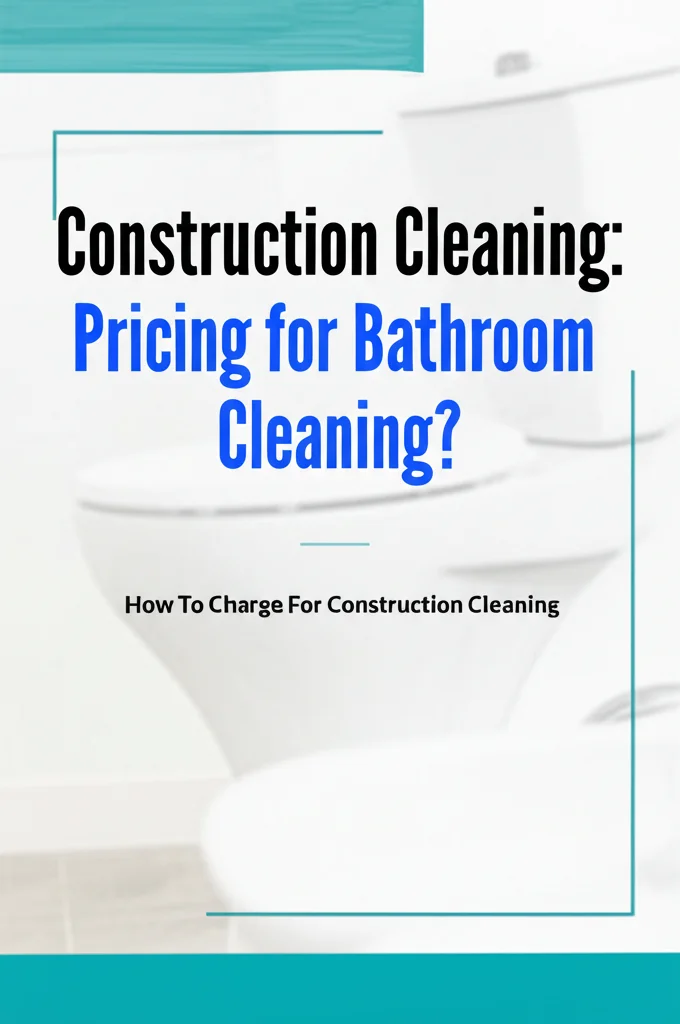 Construction Cleaning:
Pricing for Bathroom
Cleaning?
How To Charge For Construction Cleaning